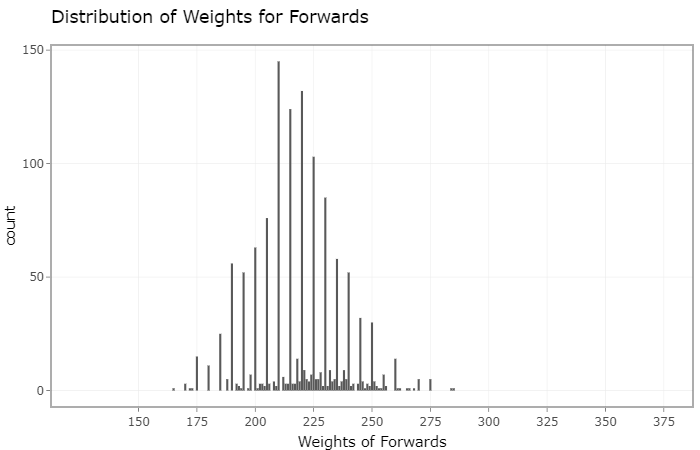 Distribution of Weights for Forwards
150
100
50
0
count
150 175 200 225 250 275 300 325 350 375
Weights of Forwards